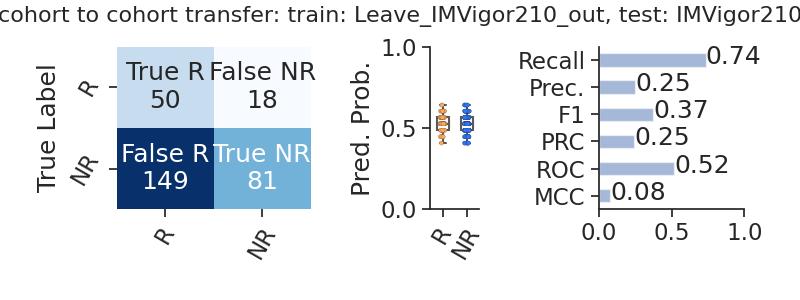 cohort to cohort transfer: train: Leave_IMVigor210_out, test: IMVigor210
True Label
R
NR
True R
50
False NR
18
False R
149
True NR
81
R
NR
Pred. Prob.
1.0
0.5
0.0
R
NR
Recall
0.74
Prec.
0.25
F1
0.37
PRC
0.25
ROC
0.52
MCC
0.08
0.0
0.5
1.0